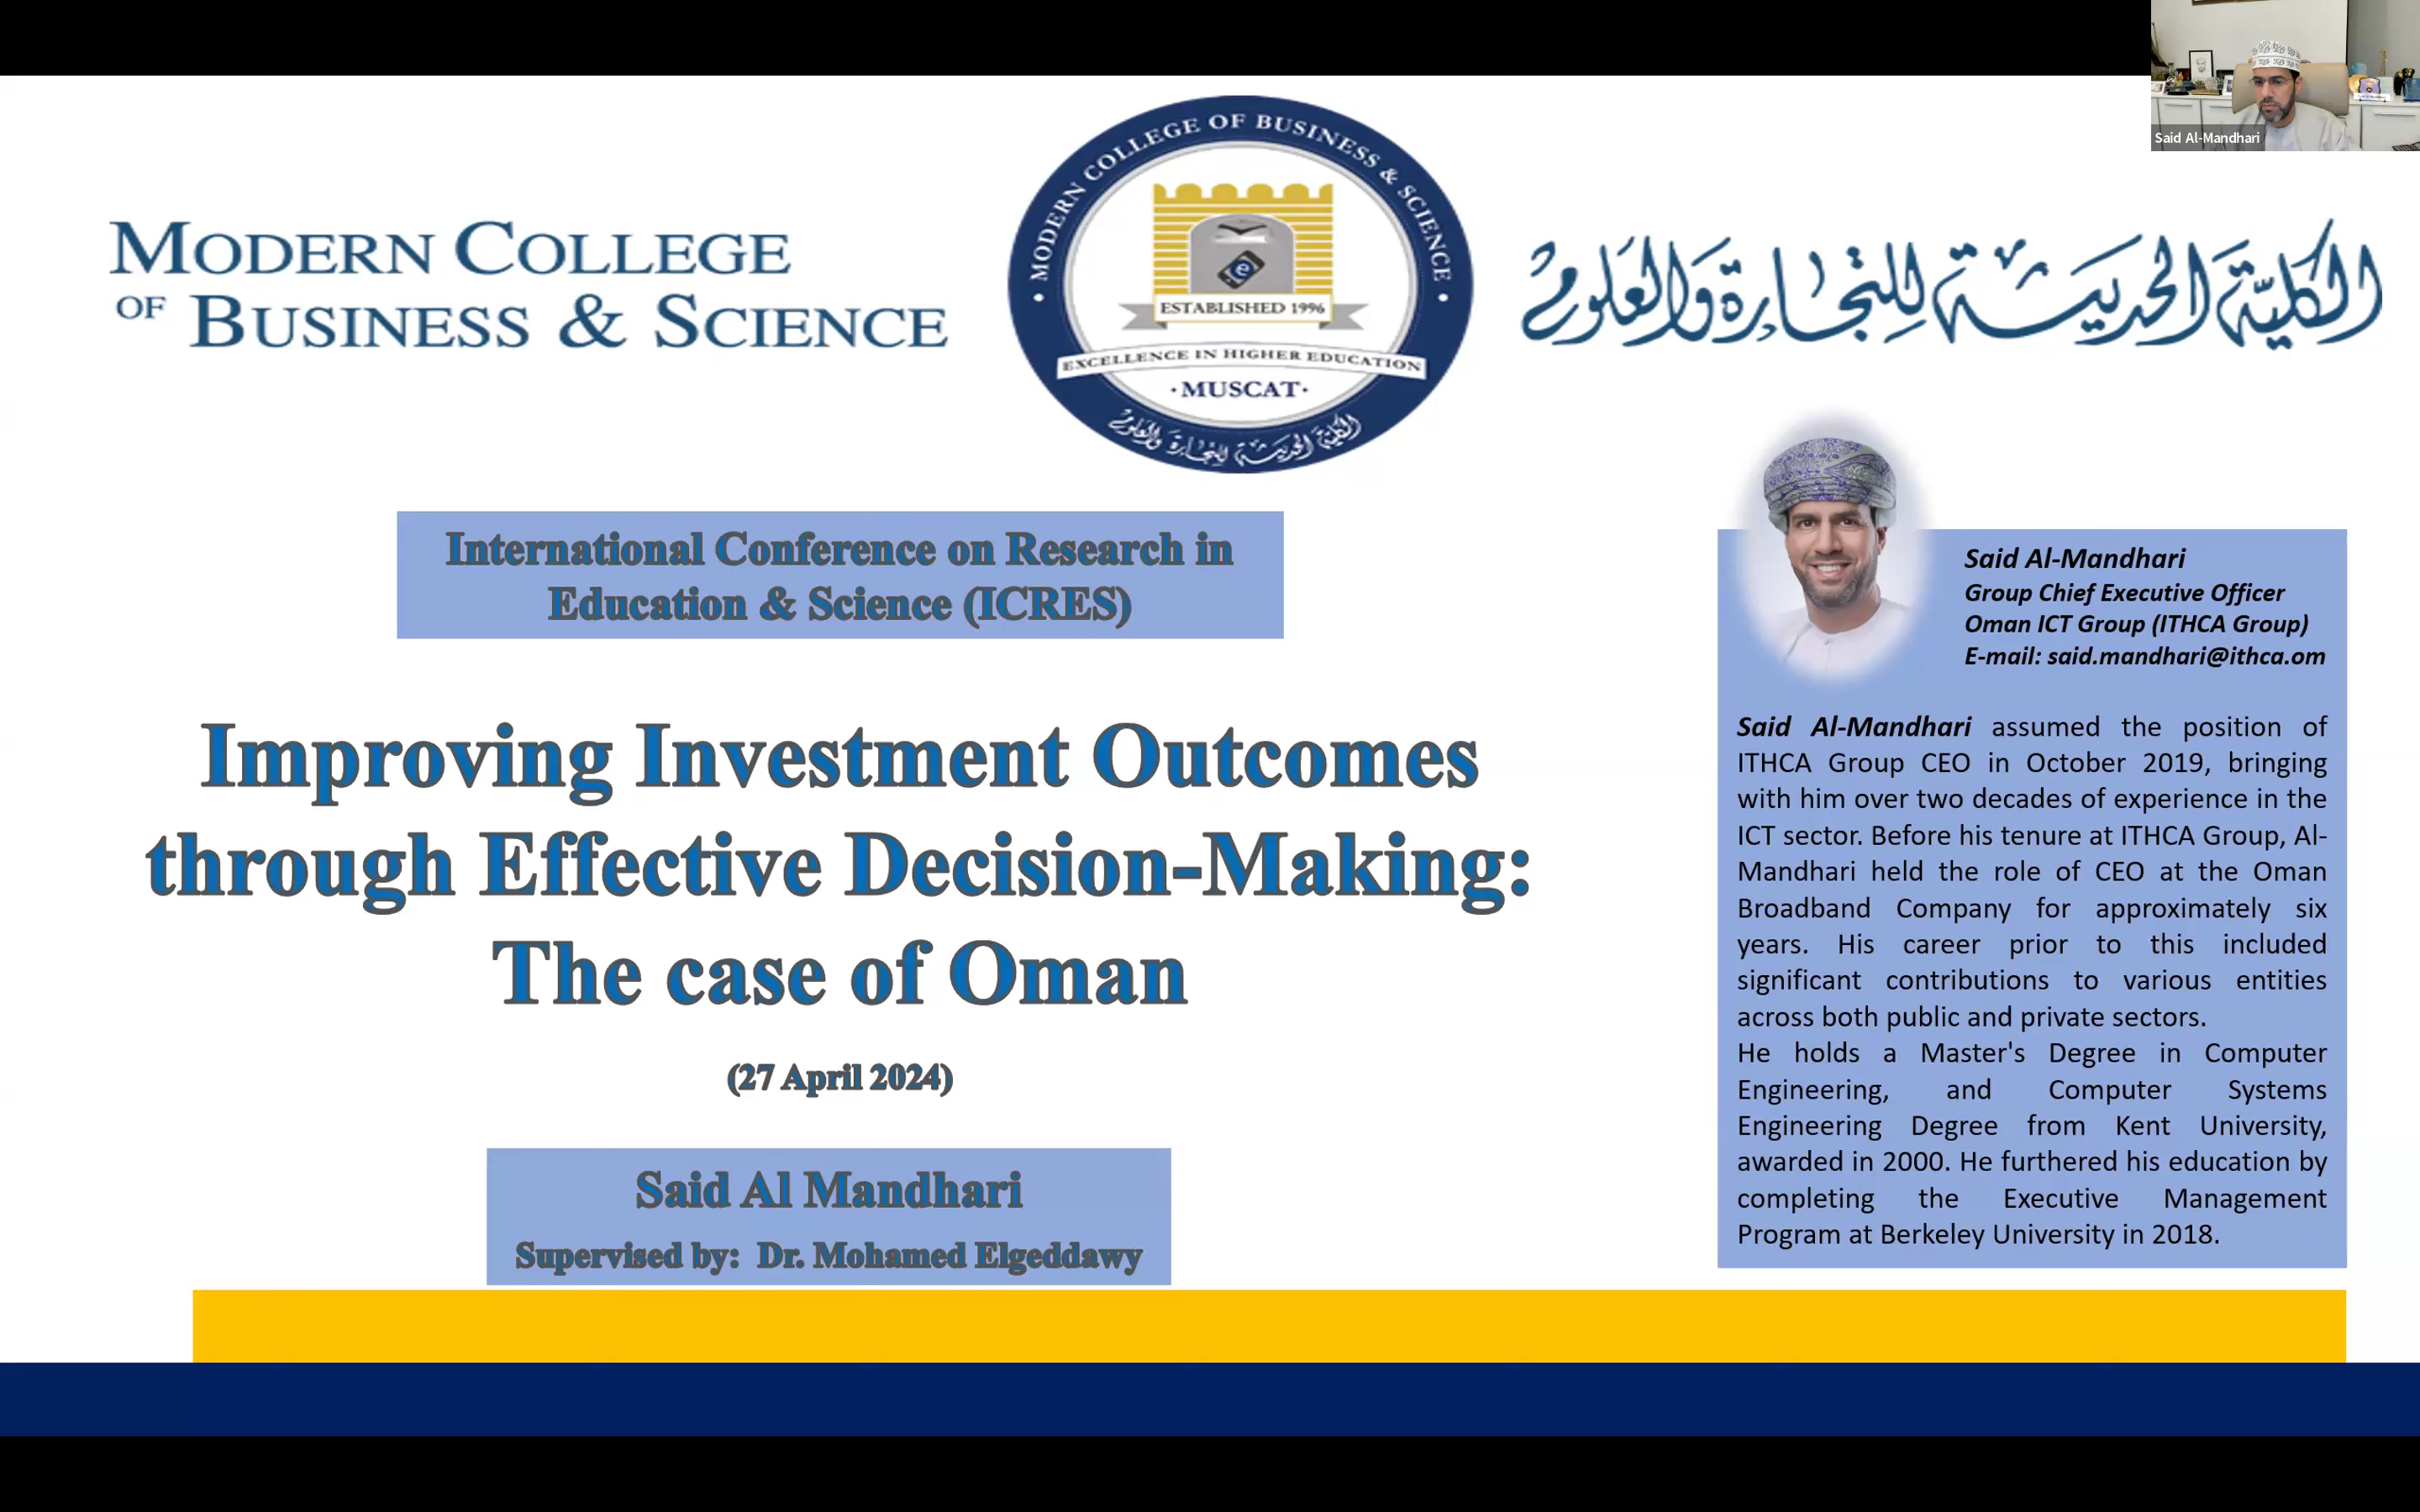 Said Al-Mandhari
MODERN COLLEGE
OF BUSINESS & SCIENCE
MODERN COLLEGE OF BUSINESS & SCIENCE
ESTABLISHED 1996
EXCELLENCE IN HIGHER EDUCATION
·MUSCAT·
الكلية الحديثة للتجارة والعلوم
الكليّة الحديثة للتجارة والعلوم
International Conference on Research in
Education & Science (ICRES)
Improving Investment Outcomes
through Effective Decision-Making:
The case of Oman
(27 April 2024)
Said Al Mandhari
Supervised by: Dr. Mohamed Elgeddawy
Said Al-Mandhari
Group Chief Executive Officer
Oman ICT Group (ITHCA Group)
E-mail: said.mandhari@ithca.om
Said Al-Mandhari assumed the position of
ITHCA Group CEO in October 2019, bringing
with him over two decades of experience in the
ICT sector. Before his tenure at ITHCA Group, Al-
Mandhari held the role of CEO at the Oman
Broadband Company for approximately six
years. His career prior to this included
significant contributions to various entities
across both public and private sectors.
He holds a Master's Degree in Computer
Engineering, and Computer Systems
Engineering Degree from Kent University,
awarded in 2000. He furthered his education by
completing the Executive Management
Program at Berkeley University in 2018.